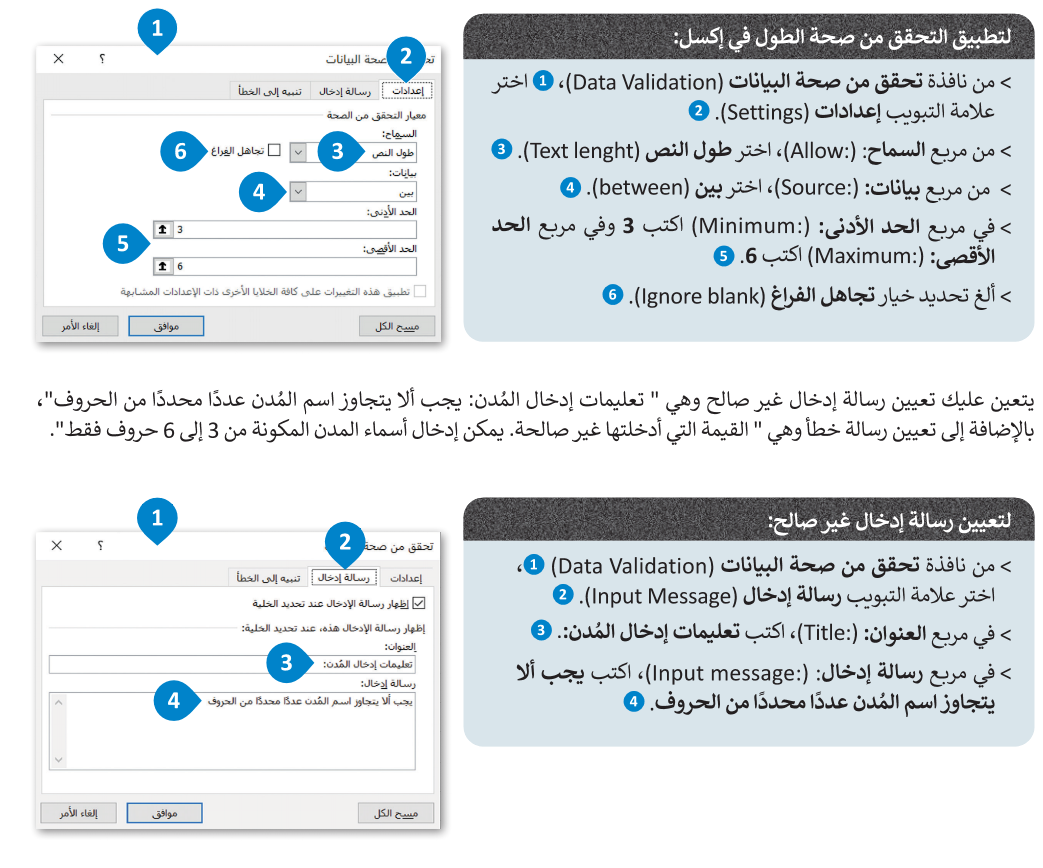 لتطبيق التحقق من صحة الطول في إكسل:
> من نافذة تحقق من صحة البيانات (Data Validation)، 1 اختر
علامة التبويب إعدادات (Settings). 2
> من مربع السماح: (Allow:)، اختر طول النص (Text lenght). 3
> من مربع بيانات: (Source:)، اختر بين (between). 4
> في مربع الحد الأدنى: (Minimum:) اكتب 3 وفي مربع الحد
الأقصى: (Maximum:) اكتب 6. 5
> ألغ تحديد خيار تجاهل الفراغ (Ignore blank). 6
1
صحة البيانات ؟ ×
2
إعدادات رسالة إدخال تنبيه إلى الخطأ
معيار التحقق من الصحة
السماح:
طول النص 3 تجاهل الفراغ 6
بيانات:
بين 4
الحد الأدنى:
3
5
الحد الأقصى:
6
تطبيق هذه التغييرات على كافة الخلايا الأخرى ذات الإعدادات المشابهة
مسح الكل موافق إلغاء الأمر
يتعين عليك تعيين رسالة إدخال غير صالح وهي " تعليمات إدخال المُدن: يجب ألا يتجاوز اسم المُدن عددًا محددًا من الحروف"،
بالإضافة إلى تعيين رسالة خطأ وهي " القيمة التي أدخلتها غير صالحة. يمكن إدخال أسماء المدن المكونة من 3 إلى 6 حروف فقط".
لتعيين رسالة إدخال غير صالح:
> من نافذة تحقق من صحة البيانات (Data Validation) 1،
اختر علامة التبويب رسالة إدخال (Input Message). 2
> في مربع العنوان: (Title:)، اكتب تعليمات إدخال المُدن:. 3
> في مربع رسالة إدخال: (Input message:)، اكتب يجب ألا
يتجاوز اسم المُدن عددًا محددًا من الحروف. 4
1
تحقق من صحة ؟ ×
2
إعدادات رسالة إدخال تنبيه إلى الخطأ
إظهار رسالة الإدخال عند تحديد الخلية
إظهار رسالة الإدخال هذه، عند تحديد الخلية:
العنوان:
تعليمات إدخال المُدن: 3
رسالة إدخال:
يجب ألا يتجاوز اسم المُدن عددًا محددًا من الحروف 4
مسح الكل موافق إلغاء الأمر